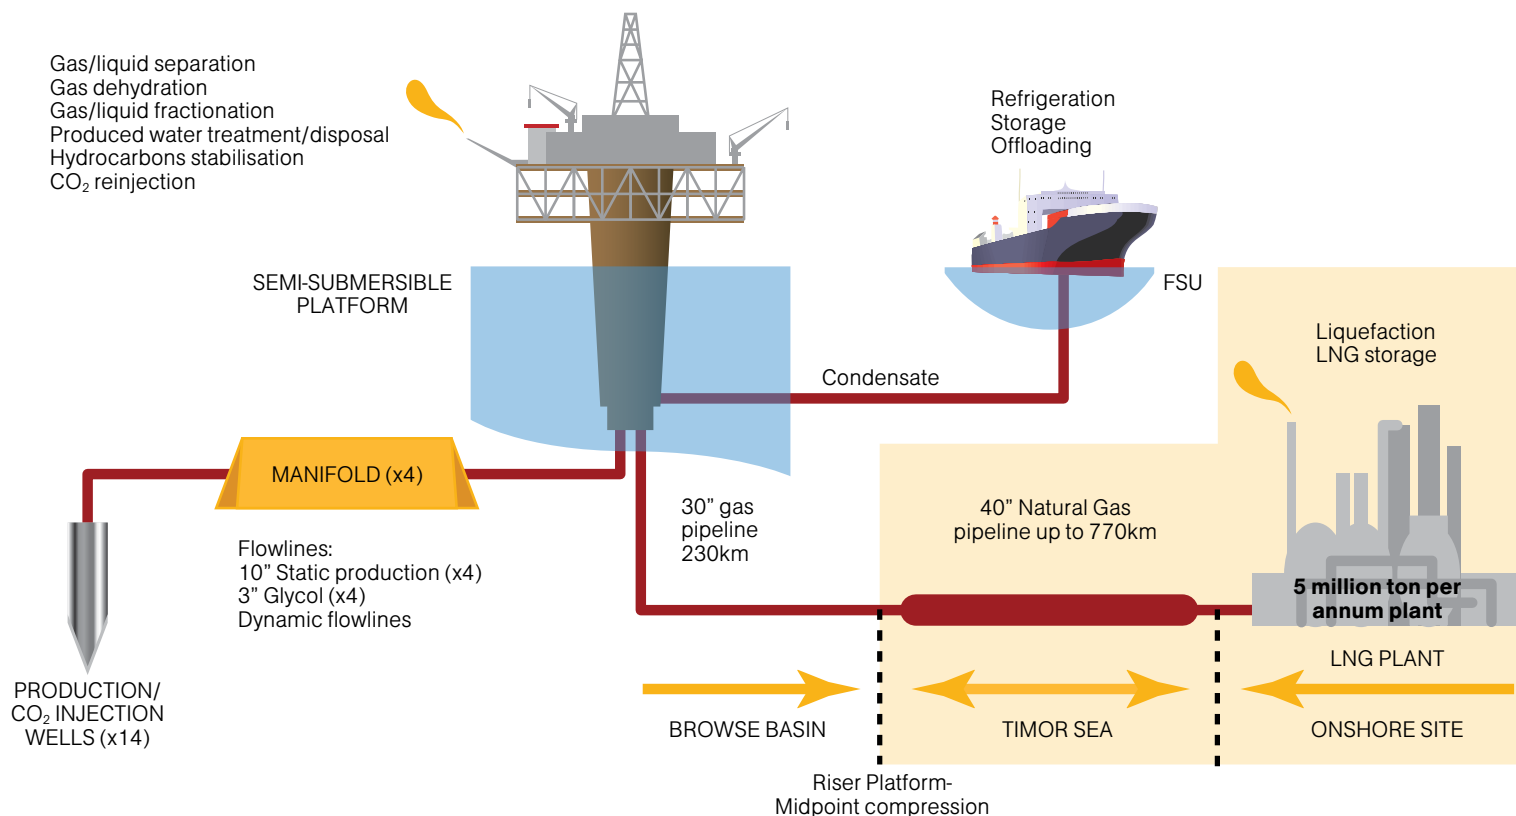 Gas/liquid separation
Gas dehydration
Gas/liquid fractionation
Produced water treatment/disposal
Hydrocarbons stabilisation
CO₂ reinjection
Refrigeration
Storage
Offloading
SEMI-SUBMERSIBLE
PLATFORM
FSU
Liquefaction
LNG storage
Condensate
MANIFOLD (x4)
30” gas
pipeline
230km
40” Natural Gas
pipeline up to 770km
Flowlines:
10” Static production (x4)
3” Glycol (x4)
Dynamic flowlines
5 million ton per
annum plant
LNG PLANT
PRODUCTION/
CO₂ INJECTION
WELLS (x14)
BROWSE BASIN
TIMOR SEA
ONSHORE SITE
Riser Platform-
Midpoint compression